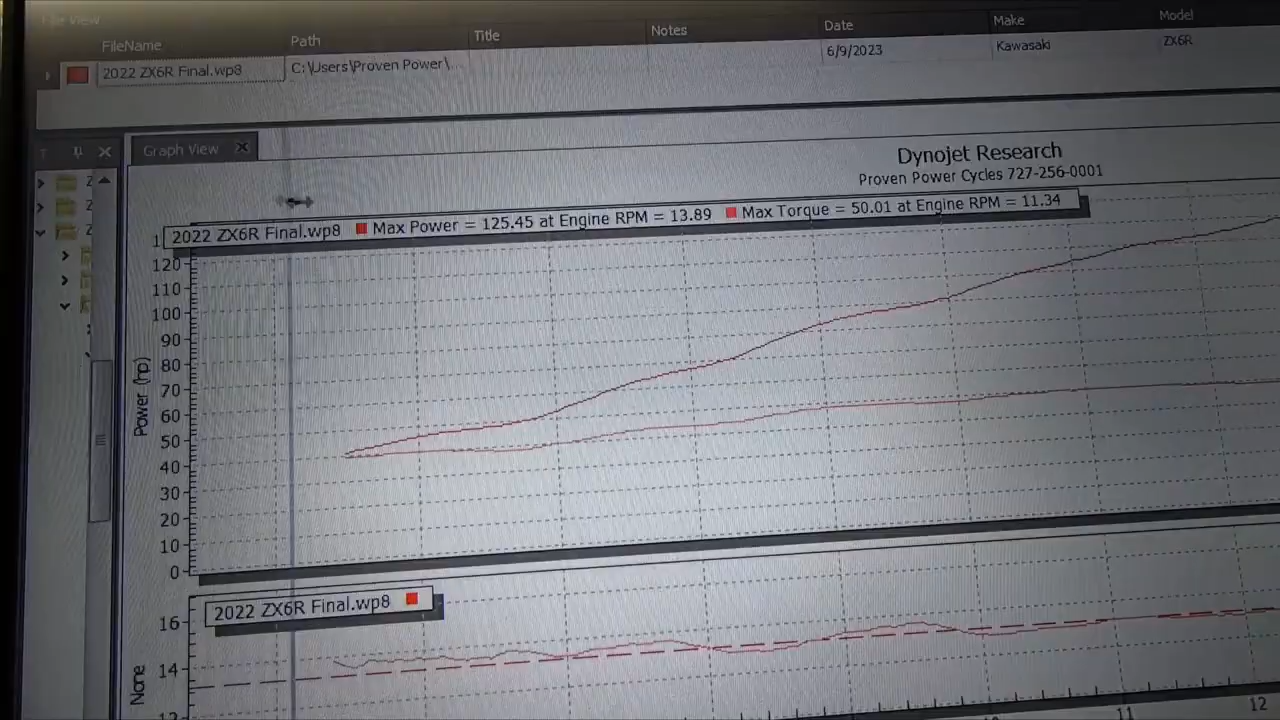 File View
FileName Path Title Notes Date Make Model
2022 ZX6R Final.wp8 C:\Users\Proven Power\ 6/9/2023 Kawasaki ZX6R
Graph View
Dynojet Research
Proven Power Cycles 727-256-0001
2022 ZX6R Final.wp8 Max Power = 125.45 at Engine RPM = 13.89 Max Torque = 50.01 at Engine RPM = 11.34
120
110
100
90
80
70
60
50
40
30
20
10
0
Power (hp)
2022 ZX6R Final.wp8
16
14
12
None
11 12